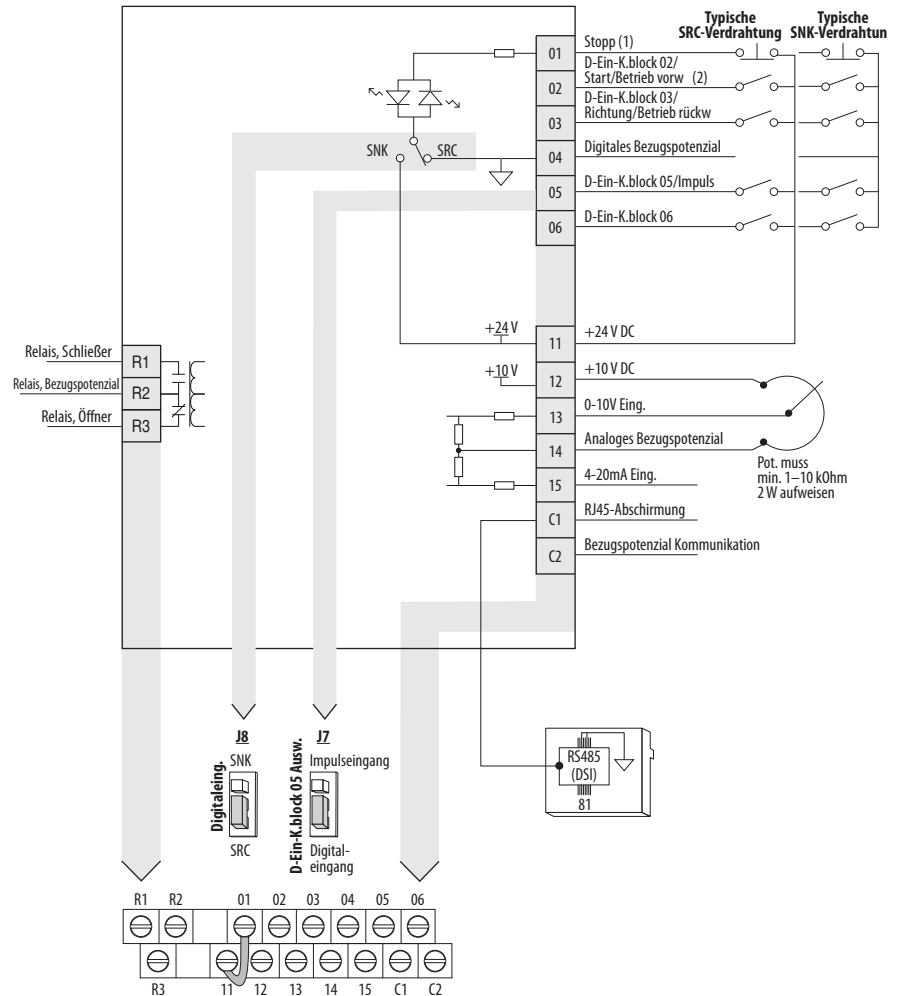 Typische
SRC-Verdrahtung
Typische
SNK-Verdrahtun
01
Stopp (1)
D-Ein-K.block 02/
02
Start/Betrieb vorw (2)
D-Ein-K.block 03/
03
Richtung/Betrieb rückw
SNK
SRC
04
Digitales Bezugspotenzial
05
D-Ein-K.block 05/Impuls
06
D-Ein-K.block 06
+24 V
11
+24 V DC
+10 V
12
+10 V DC
13
0-10V Eing.
14
Analoges Bezugspotenzial
15
4-20mA Eing.
Pot. muss
min. 1–10 kOhm
2 W aufweisen
C1
RJ45-Abschirmung
C2
Bezugspotenzial Kommunikation
Relais, Schließer
R1
Relais, Bezugspotenzial
R2
Relais, Öffner
R3
J8
SNK
Digitaleing.
SRC
J7
Impulseingang
D-Ein-K.block 05 Ausw.
Digital-
eingang
RS485
(DSI)
81
R1 R2 01 02 03 04 05 06
R3 11 12 13 14 15 C1 C2